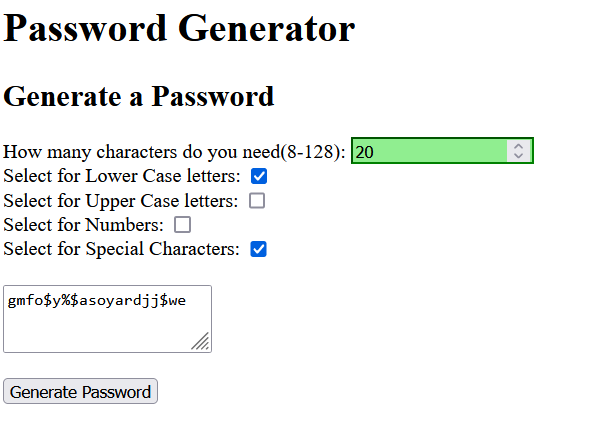 Password Generator
Generate a Password
How many characters do you need(8-128): 20
Select for Lower Case letters:
Select for Upper Case letters:
Select for Numbers:
Select for Special Characters:
gmfo$y%$asoyardjj$we
Generate Password